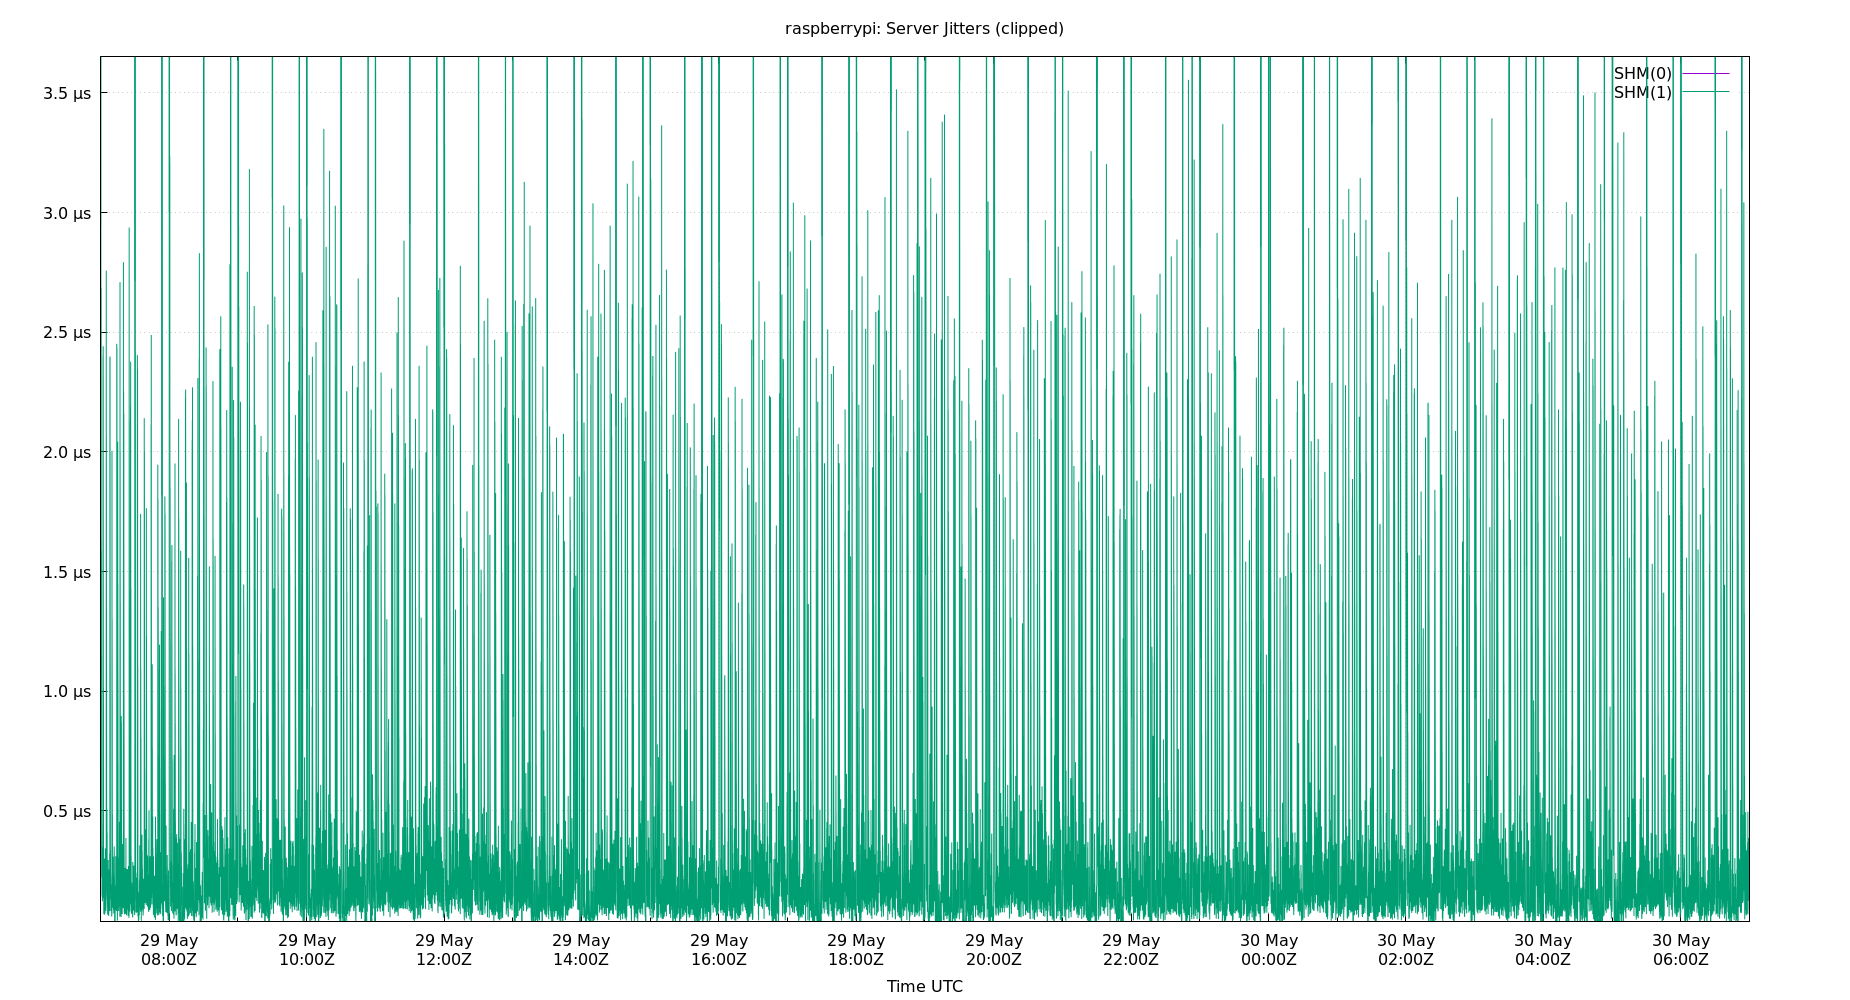 raspberrypi: Server Jitters (clipped)
SHM(0)
SHM(1)
3.5 µs
3.0 µs
2.5 µs
2.0 µs
1.5 µs
1.0 µs
0.5 µs
29 May 29 May 29 May 29 May 29 May 29 May 29 May 29 May 30 May 30 May 30 May 30 May
08:00Z 10:00Z 12:00Z 14:00Z 16:00Z 18:00Z 20:00Z 22:00Z 00:00Z 02:00Z 04:00Z 06:00Z
Time UTC